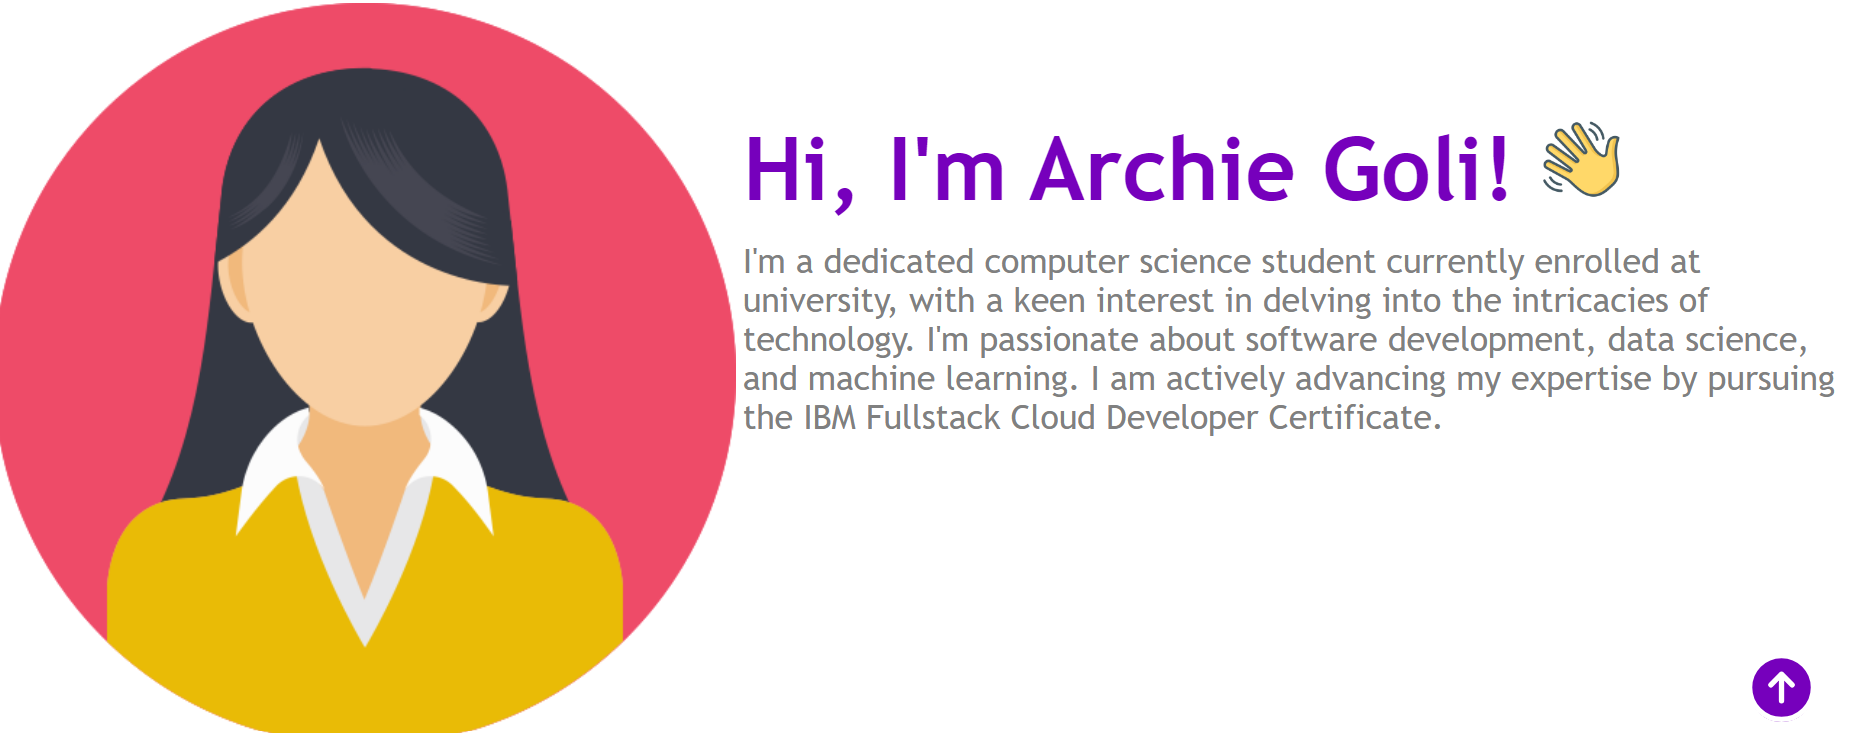 Hi, I'm Archie Goli! 👋
I'm a dedicated computer science student currently enrolled at
university, with a keen interest in delving into the intricacies of
technology. I'm passionate about software development, data science,
and machine learning. I am actively advancing my expertise by pursuing
the IBM Fullstack Cloud Developer Certificate.